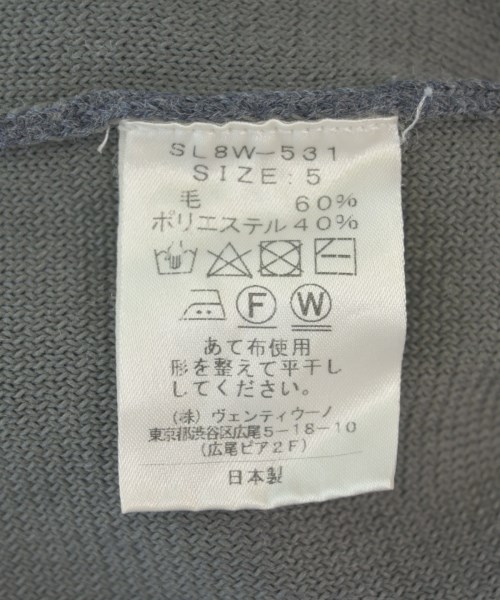 SL8W-531
SIZE:5
毛 60%
ポリエステル 40%
F W
あて布使用
形を整えて平干し
してください。
(株) ヴェンティウーノ
東京都渋谷区広尾5-18-10
(広尾ピア2F)
日本製